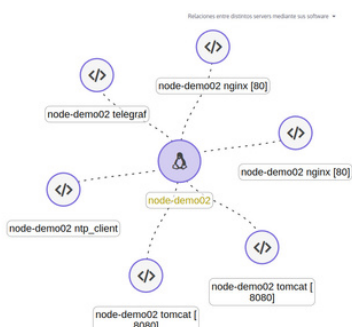 Relaciones entre distintos servers mediante sus software
node-demo02 nginx [80]
node-demo02 telegraf
node-demo02 nginx [80]
node-demo02
node-demo02 ntp_client
node-demo02 tomcat [
8080]
node-demo02 tomcat [
8080]